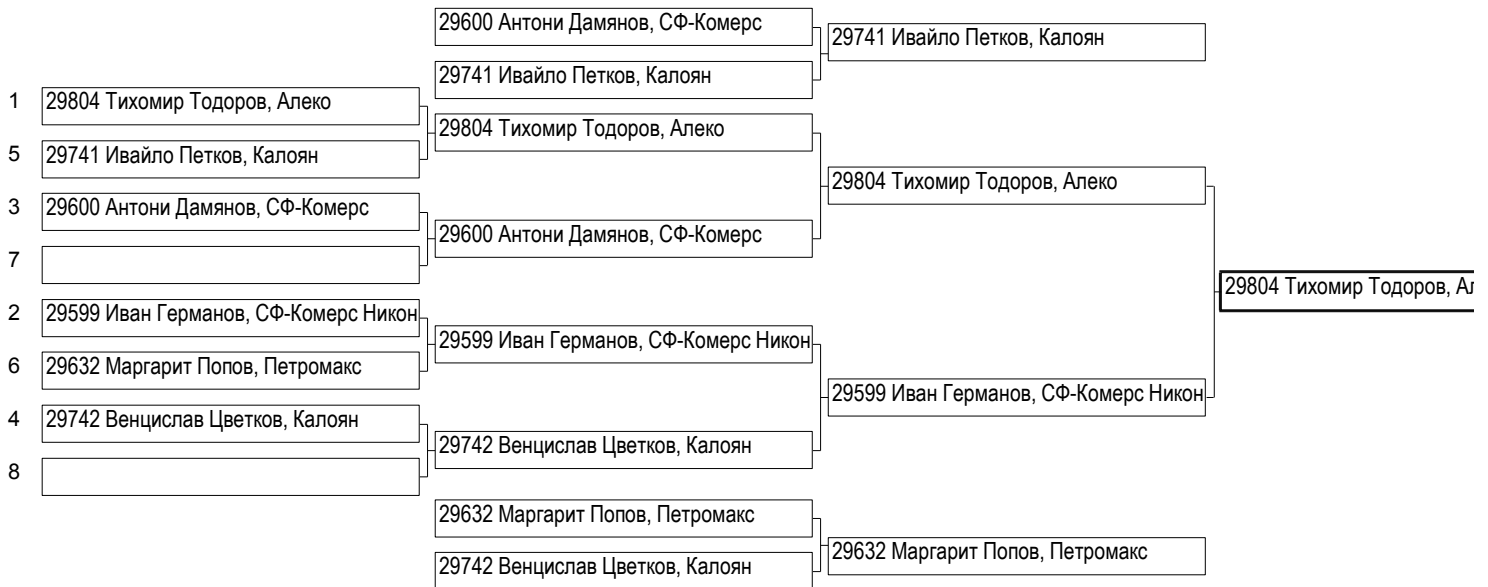 29600 Антони Дамянов, СФ-Комерс
29741 Ивайло Петков, Калоян
29741 Ивайло Петков, Калоян
1 29804 Тихомир Тодоров, Алеко
29804 Тихомир Тодоров, Алеко
5 29741 Ивайло Петков, Калоян
29804 Тихомир Тодоров, Алеко
3 29600 Антони Дамянов, СФ-Комерс
29600 Антони Дамянов, СФ-Комерс
7
29804 Тихомир Тодоров, Ал
2 29599 Иван Германов, СФ-Комерс Никон
29599 Иван Германов, СФ-Комерс Никон
6 29632 Маргарит Попов, Петромакс
29599 Иван Германов, СФ-Комерс Никон
4 29742 Венцислав Цветков, Калоян
29742 Венцислав Цветков, Калоян
8
29632 Маргарит Попов, Петромакс
29632 Маргарит Попов, Петромакс
29742 Венцислав Цветков, Калоян